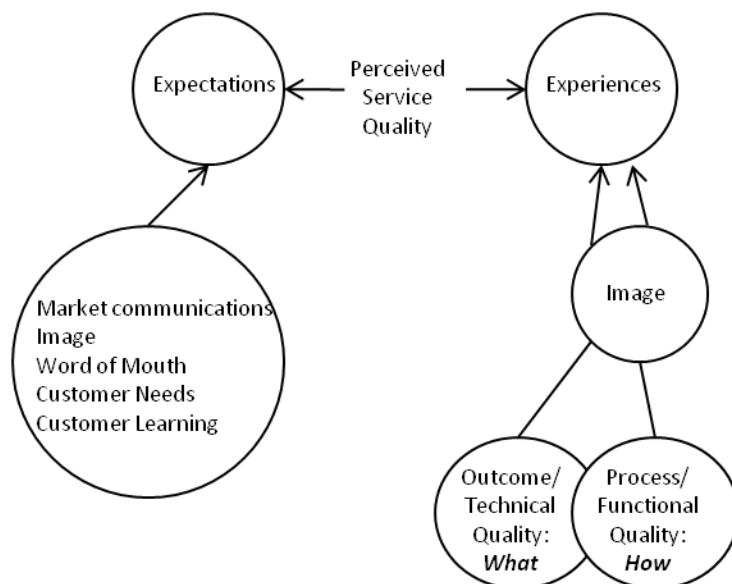 Expectations
Perceived
Service
Quality
Experiences
Market communications
Image
Word of Mouth
Customer Needs
Customer Learning
Image
Outcome/
Technical
Quality:
What
Process/
Functional
Quality:
How